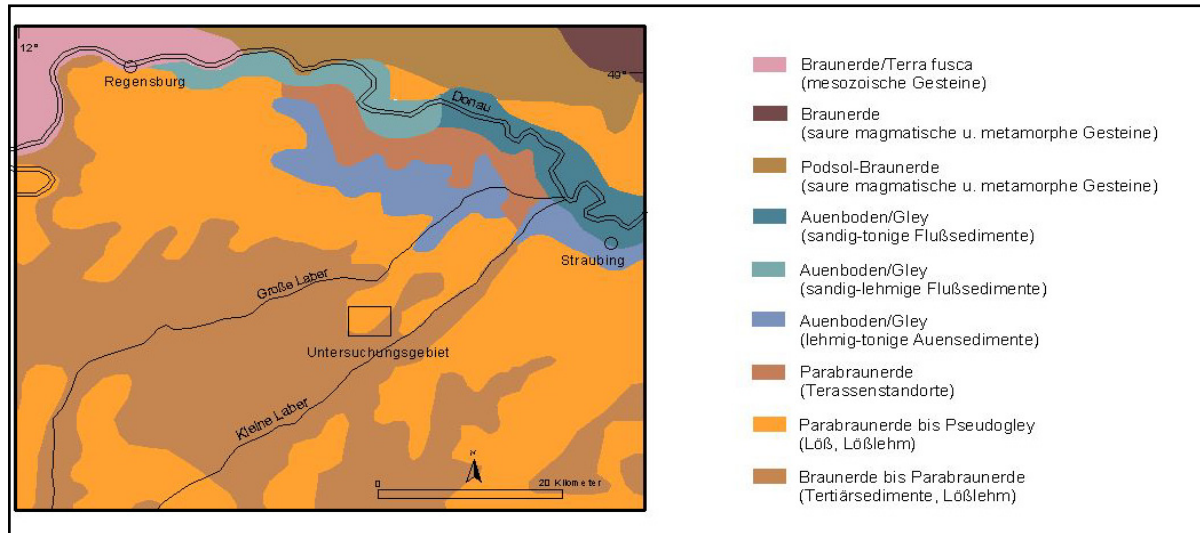 12°
49°
Regensburg
Donau
Straubing
Große Laber
Untersuchungsgebiet
Kleine Laber
N
0
20 Kilometer
Braunerde/Terra fusca
(mesozoische Gesteine)
Braunerde
(saure magmatische u. metamorphe Gesteine)
Podsol-Braunerde
(saure magmatische u. metamorphe Gesteine)
Auenboden/Gley
(sandig-tonige Flußsedimente)
Auenboden/Gley
(sandig-lehmige Flußsedimente)
Auenboden/Gley
(lehmig-tonige Auensedimente)
Parabraunerde
(Terassenstandorte)
Parabraunerde bis Pseudogley
(Löß, Lößlehm)
Braunerde bis Parabraunerde
(Tertiärsedimente, Lößlehm)